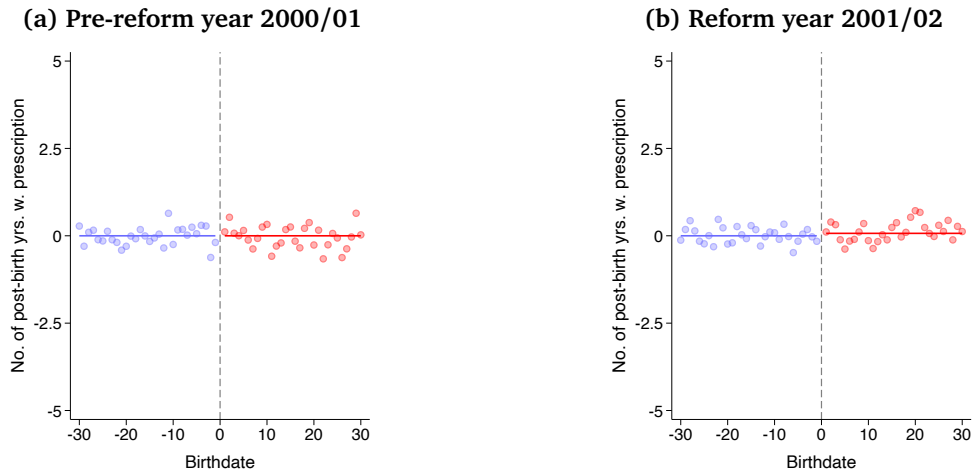 (a) Pre-reform year 2000/01
No. of post-birth yrs. w. prescription
5
2.5
0
-2.5
-5
-30 -20 -10 0 10 20 30
Birthdate
(b) Reform year 2001/02
No. of post-birth yrs. w. prescription
5
2.5
0
-2.5
-5
-30 -20 -10 0 10 20 30
Birthdate